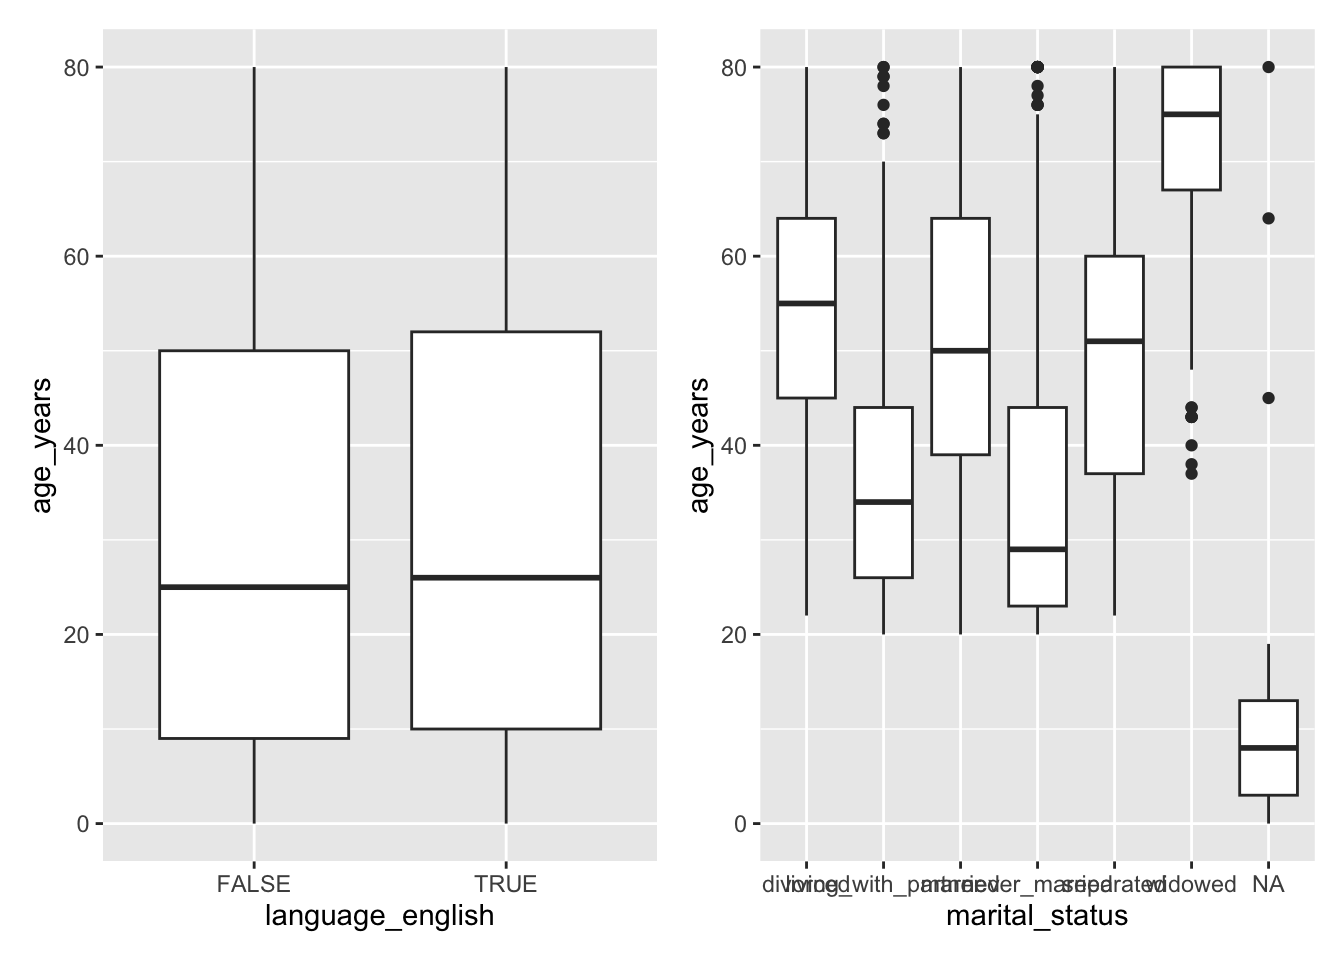 age_years
80
60
40
20
0
FALSE
TRUE
language_english
age_years
80
60
40
20
0
divorced
living_with_partner
married
never_married
separated
widowed
NA
marital_status